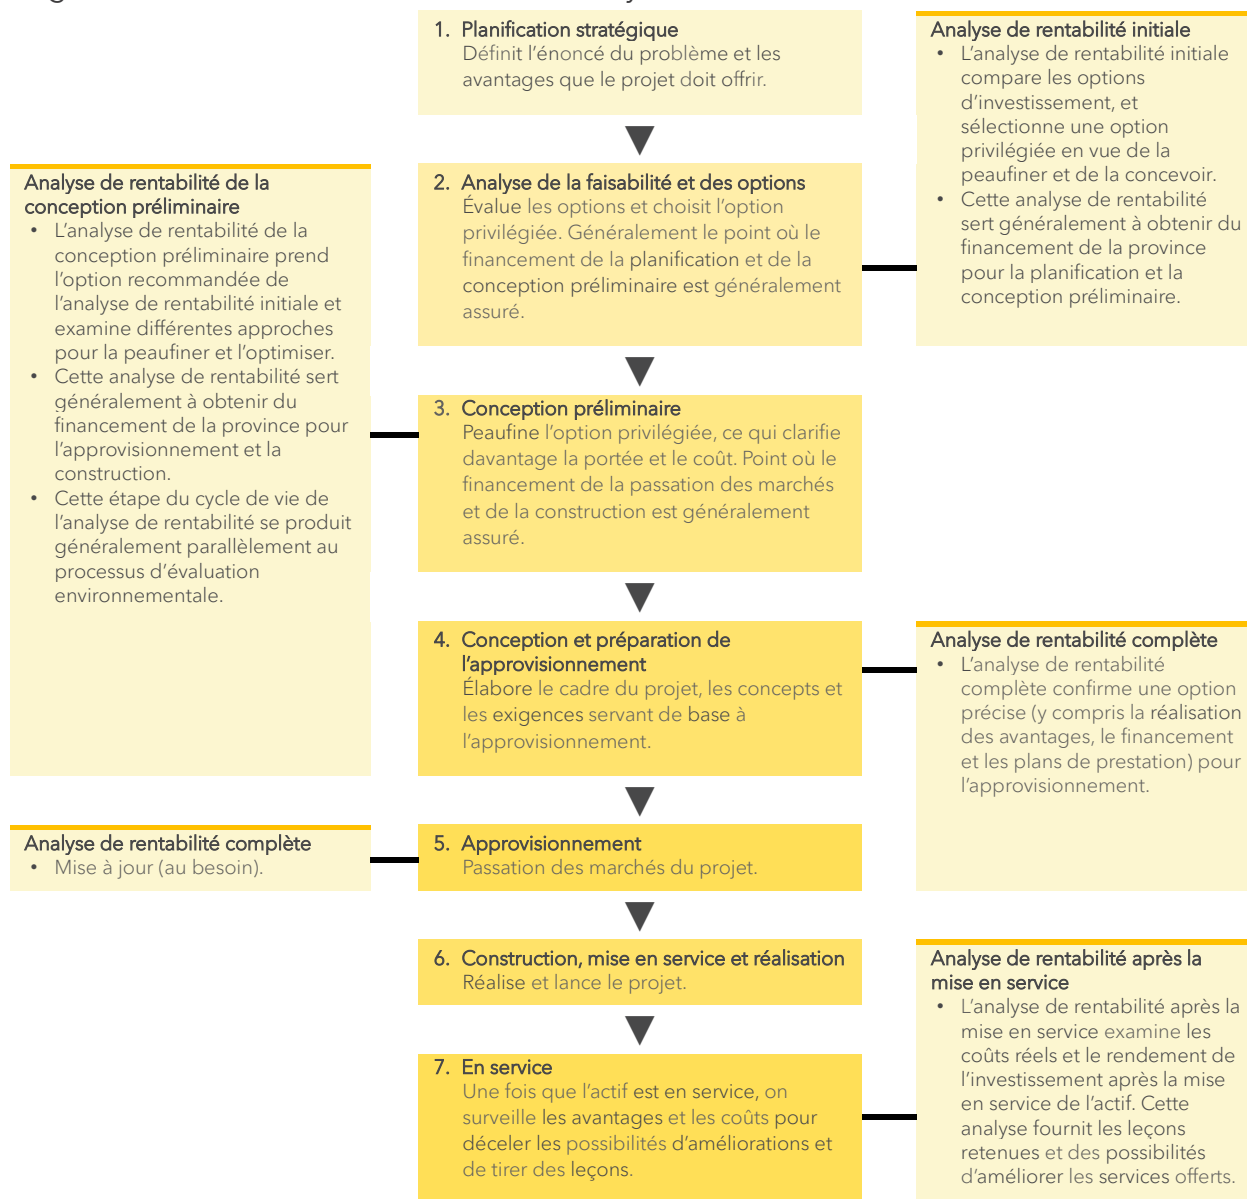 1. Planification stratégique
Définit l'énoncé du problème et les
avantages que le projet doit offrir.
Analyse de rentabilité initiale
• L'analyse de rentabilité initiale
compare les options
d'investissement, et
sélectionne une option
privilégiée en vue de la
peaufiner et de la concevoir.
• Cette analyse de rentabilité
sert généralement à obtenir du
financement de la province
pour la planification et la
conception préliminaire.
Analyse de rentabilité de la
conception préliminaire
• L'analyse de rentabilité de la
conception préliminaire prend
l'option recommandée de
l'analyse de rentabilité initiale et
examine différentes approches
pour la peaufiner et l'optimiser.
• Cette analyse de rentabilité sert
généralement à obtenir du
financement de la province pour
l'approvisionnement et la
construction.
• Cette étape du cycle de vie de
l'analyse de rentabilité se produit
généralement parallèlement au
processus d'évaluation
environnementale.
2. Analyse de la faisabilité et des options
Évalue les options et choisit l'option
privilégiée. Généralement le point où le
financement de la planification et de la
conception préliminaire est généralement
assuré.
3. Conception préliminaire
Peaufine l'option privilégiée, ce qui clarifie
davantage la portée et le coût. Point où le
financement de la passation des marchés
et de la construction est généralement
assuré.
4. Conception et préparation de
l'approvisionnement
Élabore le cadre du projet, les concepts et
les exigences servant de base à
l'approvisionnement.
Analyse de rentabilité complète
• L'analyse de rentabilité
complète confirme une option
précise (y compris la réalisation
des avantages, le financement
et les plans de prestation) pour
l'approvisionnement.
Analyse de rentabilité complète
• Mise à jour (au besoin).
5. Approvisionnement
Passation des marchés du projet.
6. Construction, mise en service et réalisation
Réalise et lance le projet.
Analyse de rentabilité après la
mise en service
• L'analyse de rentabilité après la
mise en service examine les
coûts réels et le rendement de
l'investissement après la mise
en service de l'actif. Cette
analyse fournit les leçons
retenues et des possibilités
d'améliorer les services offerts.
7. En service
Une fois que l'actif est en service, on
surveille les avantages et les coûts pour
déceler les possibilités d'améliorations et
de tirer des leçons.